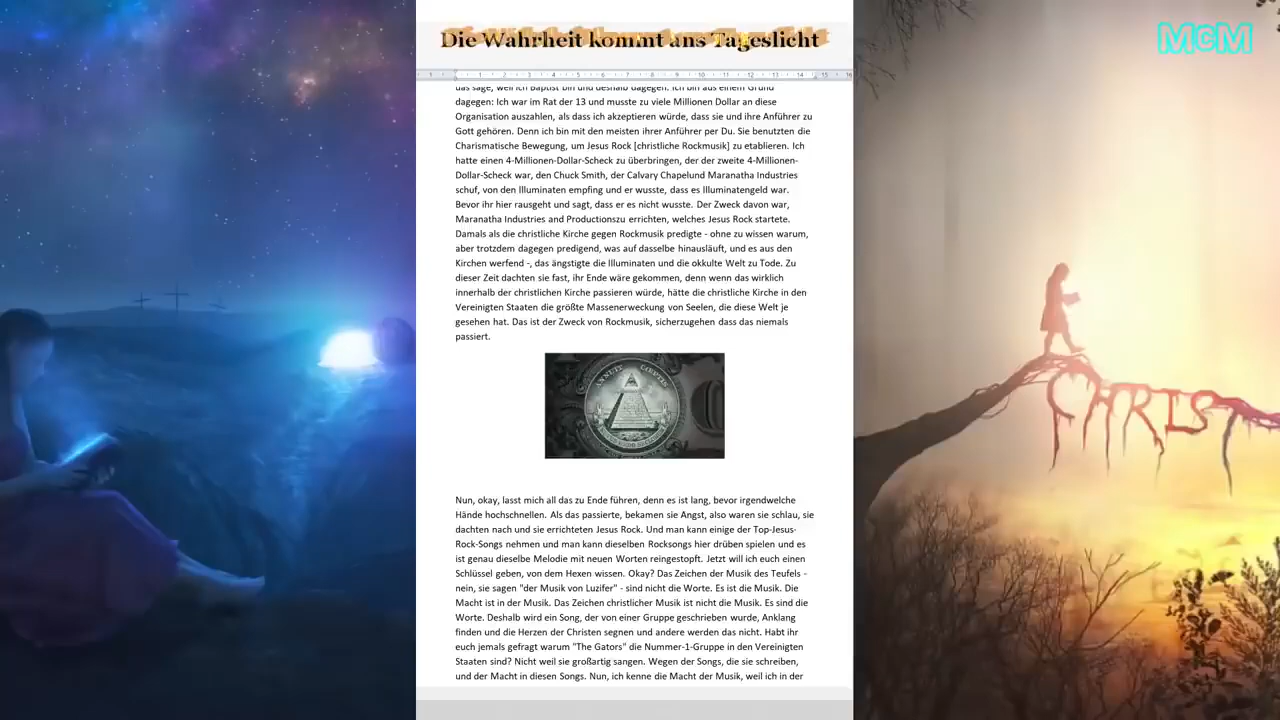 Die Wahrheit kommt ans Tageslicht
McM
das sage, weil ich Baptist bin und deshalb dagegen. Ich bin aus einem Grund
dagegen: Ich war im Rat der 13 und musste zu viele Millionen Dollar an diese
Organisation auszahlen, als dass ich akzeptieren würde, dass sie und ihre Anführer zu
Gott gehören. Denn ich bin mit den meisten ihrer Anführer per Du. Sie benutzten die
Charismatische Bewegung, um Jesus Rock [christliche Rockmusik] zu etablieren. Ich
hatte einen 4-Millionen-Dollar-Scheck zu überbringen, der der zweite 4-Millionen-
Dollar-Scheck war, den Chuck Smith, der Calvary Chapelund Maranatha Industries
schuf, von den Illuminaten empfing und er wusste, dass es Illuminatengeld war.
Bevor ihr hier rausgeht und sagt, dass er es nicht wusste. Der Zweck davon war,
Maranatha Industries and Productionszu errichten, welches Jesus Rock startete.
Damals als die christliche Kirche gegen Rockmusik predigte - ohne zu wissen warum,
aber trotzdem dagegen predigend, was auf dasselbe hinausläuft, und es aus den
Kirchen werfend -, das ängstigte die Illuminaten und die okkulte Welt zu Tode. Zu
dieser Zeit dachten sie fast, ihr Ende wäre gekommen, denn wenn das wirklich
innerhalb der christlichen Kirche passieren würde, hätte die christliche Kirche in den
Vereinigten Staaten die größte Massenerweckung von Seelen, die diese Welt je
gesehen hat. Das ist der Zweck von Rockmusik, sicherzugehen dass das niemals
passiert.
ANNUIT COEPTIS
CHRIST
Nun, okay, lasst mich all das zu Ende führen, denn es ist lang, bevor irgendwelche
Hände hochschnellen. Als das passierte, bekamen sie Angst, also waren sie schlau, sie
dachten nach und sie errichteten Jesus Rock. Und man kann einige der Top-Jesus-
Rock-Songs nehmen und man kann dieselben Rocksongs hier drüben spielen und es
ist genau dieselbe Melodie mit neuen Worten reingestopft. Jetzt will ich euch einen
Schlüssel geben, von dem Hexen wissen. Okay? Das Zeichen der Musik des Teufels -
nein, sie sagen "der Musik von Luzifer" - sind nicht die Worte. Es ist die Musik. Die
Macht ist in der Musik. Das Zeichen christlicher Musik ist nicht die Musik. Es sind die
Worte. Deshalb wird ein Song, der von einer Gruppe geschrieben wurde, Anklang
finden und die Herzen der Christen segnen und andere werden das nicht. Habt ihr
euch jemals gefragt warum "The Gators" die Nummer-1-Gruppe in den Vereinigten
Staaten sind? Nicht weil sie großartig sangen. Wegen der Songs, die sie schreiben,
und der Macht in diesen Songs. Nun, ich kenne die Macht der Musik, weil ich in der